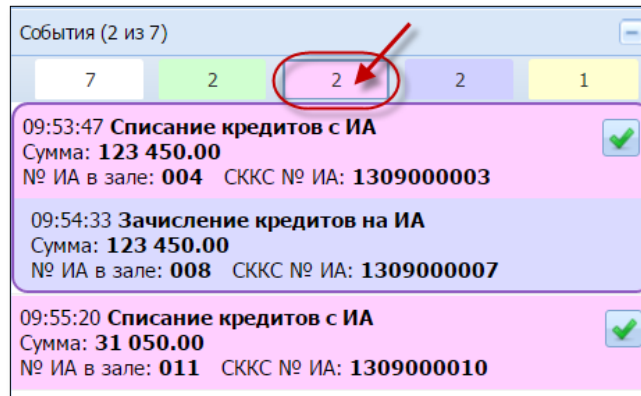 События (2 из 7)
7 2 2 2 1
09:53:47 Списание кредитов с ИА
Сумма: 123 450.00
№ ИА в зале: 004 СККС № ИА: 1309000003
09:54:33 Зачисление кредитов на ИА
Сумма: 123 450.00
№ ИА в зале: 008 СККС № ИА: 1309000007
09:55:20 Списание кредитов с ИА
Сумма: 31 050.00
№ ИА в зале: 011 СККС № ИА: 1309000010